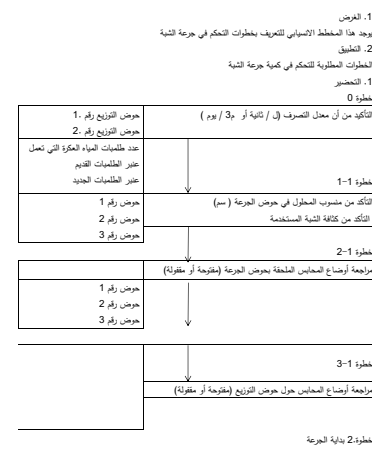 1. الغرض
يوجد هذا المخطط الانسيابي للتعريف بخطوات التحكم في جرعة الشبة
2. التطبيق
الخطوات المطلوبة للتحكم في كمية جرعة الشبة
1. التحضير
خطوة 0
التأكيد من أن معدل التصرف (ل / ثانية أو م3 / يوم )
حوض التوزيع رقم 1.
حوض التوزيع رقم 2.
عدد طلمبات المياه العكرة التي تعمل
عنبر الطلمبات القديم
عنبر الطلمبات الجديد
خطوة 1-1
التأكد من منسوب المحلول في حوض الجرعة ( سم)
التأكد من كثافة الشبة المستخدمة
حوض رقم 1
حوض رقم 2
حوض رقم 3
خطوة 1-2
مراجعة أوضاع المحابس الملحقة بحوض الجرعة (مفتوحة أو مقفولة)
حوض رقم 1
حوض رقم 2
حوض رقم 3
خطوة 1-3
مراجعة أوضاع المحابس حول حوض التوزيع (مفتوحة أو مقفولة)
خطوة.2 بداية الجرعة